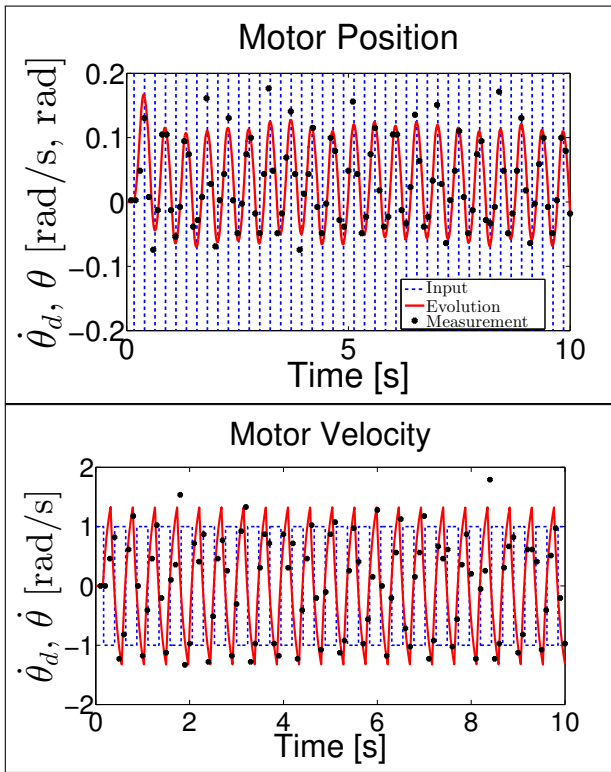 Motor Position
0.2
0.1
0
−0.1
−0.2
θ̇_d, θ [rad/s, rad]
Input
Evolution
Measurement
0 5 10
Time [s]
Motor Velocity
2
1
0
−1
−2
θ̇_d, θ̇ [rad/s]
0 2 4 6 8 10
Time [s]